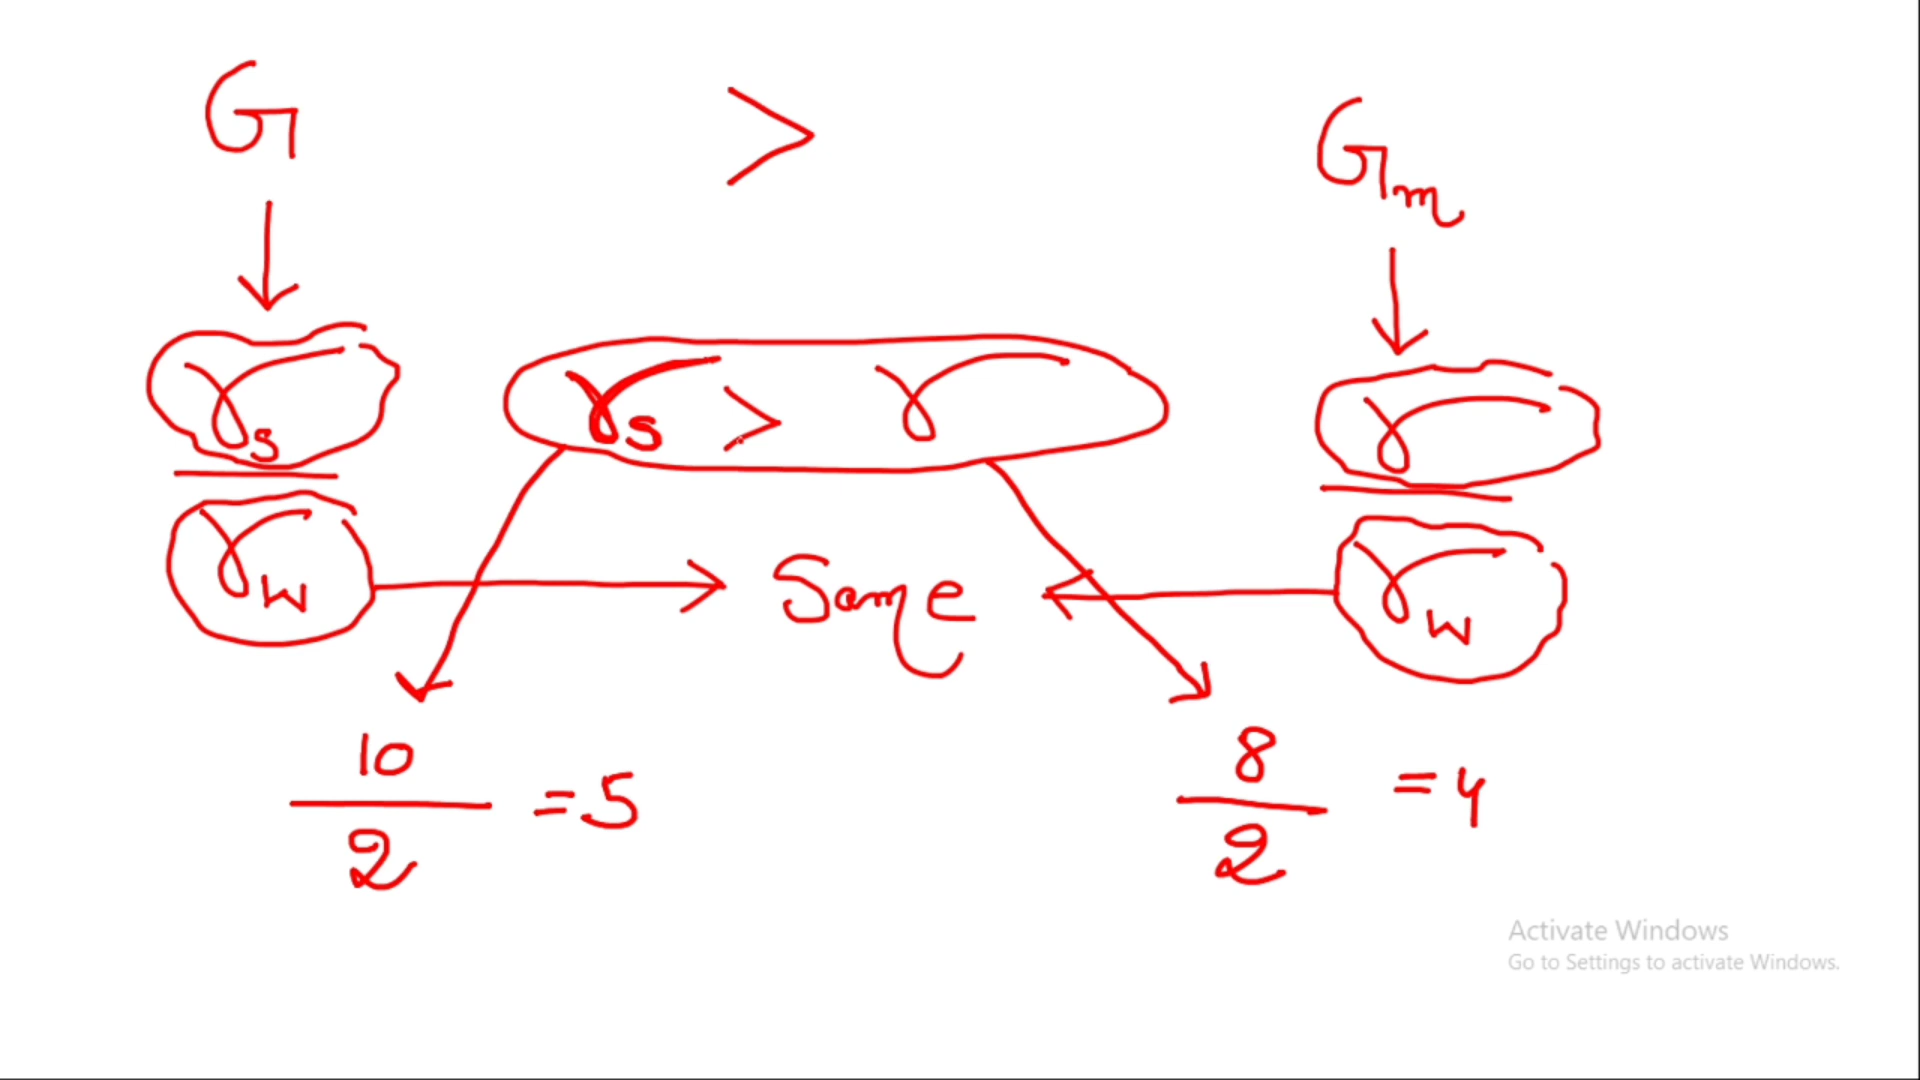 G > Gm
γs γs > γ γ
γw Same γw
10 8
= 5 = 4
2 2
Activate Windows
Go to Settings to activate Windows.